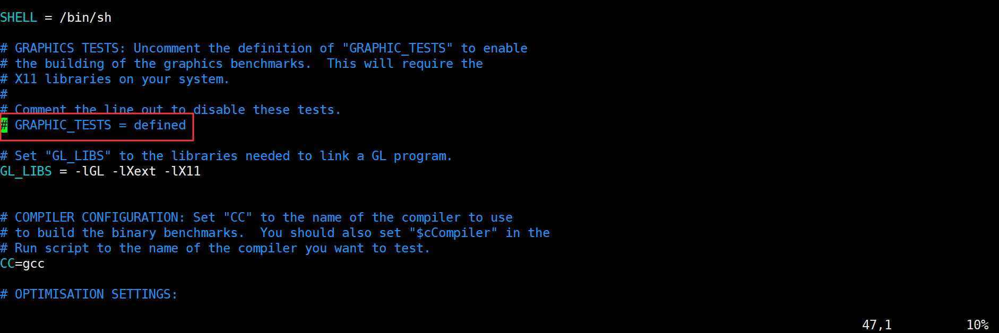 SHELL = /bin/sh
# GRAPHICS TESTS: Uncomment the definition of "GRAPHIC_TESTS" to enable
# the building of the graphics benchmarks.  This will require the
# X11 libraries on your system.
#
# Comment the line out to disable these tests.
# GRAPHIC_TESTS = defined
# Set "GL_LIBS" to the libraries needed to link a GL program.
GL_LIBS = -lGL -lXext -lX11
# COMPILER CONFIGURATION: Set "CC" to the name of the compiler to use
# to build the binary benchmarks.  You should also set "$cCompiler" in the
# Run script to the name of the compiler you want to test.
CC=gcc
# OPTIMISATION SETTINGS:
47,1 10%